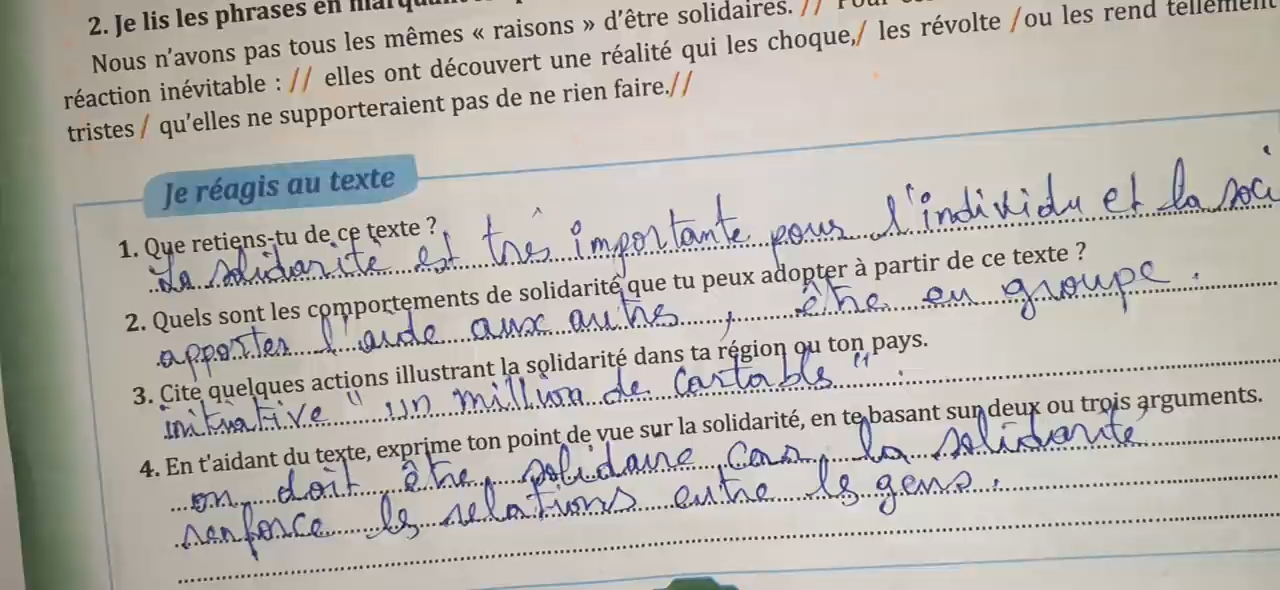 2. Je lis les phrases en
Nous n'avons pas tous les mêmes « raisons » d'être solidaires. //
réaction inévitable : // elles ont découvert une réalité qui les choque,/ les révolte /ou les rend tellement
tristes / qu'elles ne supporteraient pas de ne rien faire.//
Je réagis au texte
1. Que retiens-tu de ce texte ?
La solidarité est três importante pour l'individu et la soci
2. Quels sont les comportements de solidarité que tu peux adopter à partir de ce texte ?
apporter l'aide aux autres , être en groupe .
3. Cite quelques actions illustrant la solidarité dans ta région ou ton pays.
initiative " un million de cartables " .
4. En t'aidant du texte, exprime ton point de vue sur la solidarité, en te basant sur deux ou trois arguments.
on doit être solidaire , car la solidarité
renforce les relations entre les gens .